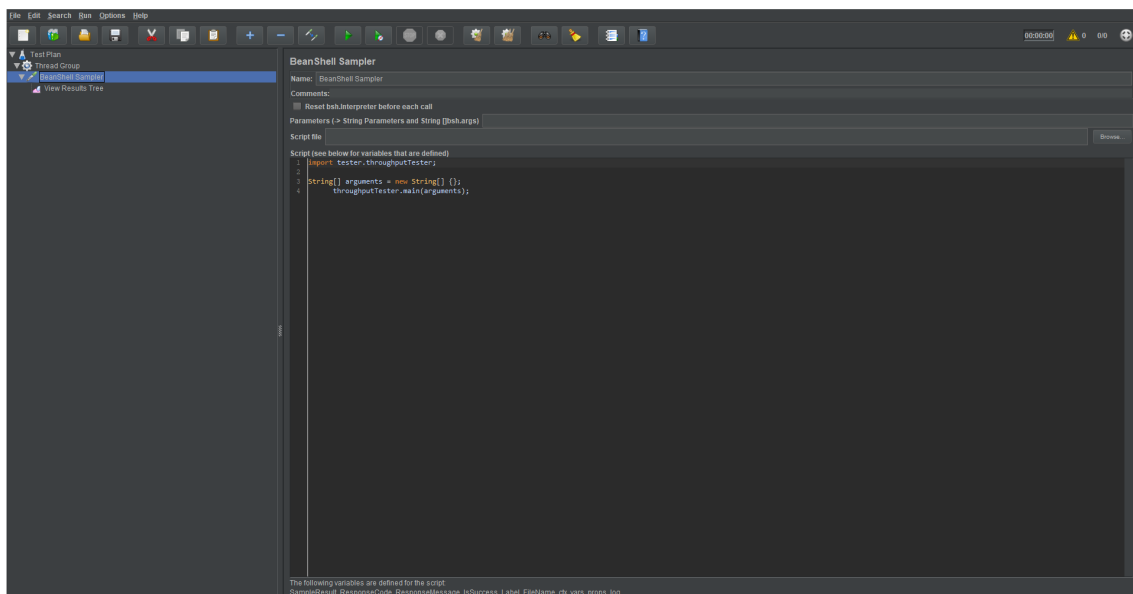 File Edit Search Run Options Help
00:00:00 0 0/0
Test Plan
Thread Group
BeanShell Sampler
View Results Tree
BeanShell Sampler
Name: BeanShell Sampler
Comments:
Reset bsh.Interpreter before each call
Parameters (-> String Parameters and String []bsh.args)
Script file
Browse...
Script (see below for variables that are defined)
1 import tester.throughputTester;
2
3 String[] arguments = new String[] {};
4 throughputTester.main(arguments);
The following variables are defined for the script:
SampleResult, ResponseCode, ResponseMessage, IsSuccess, Label, FileName, ctx, vars, props, log